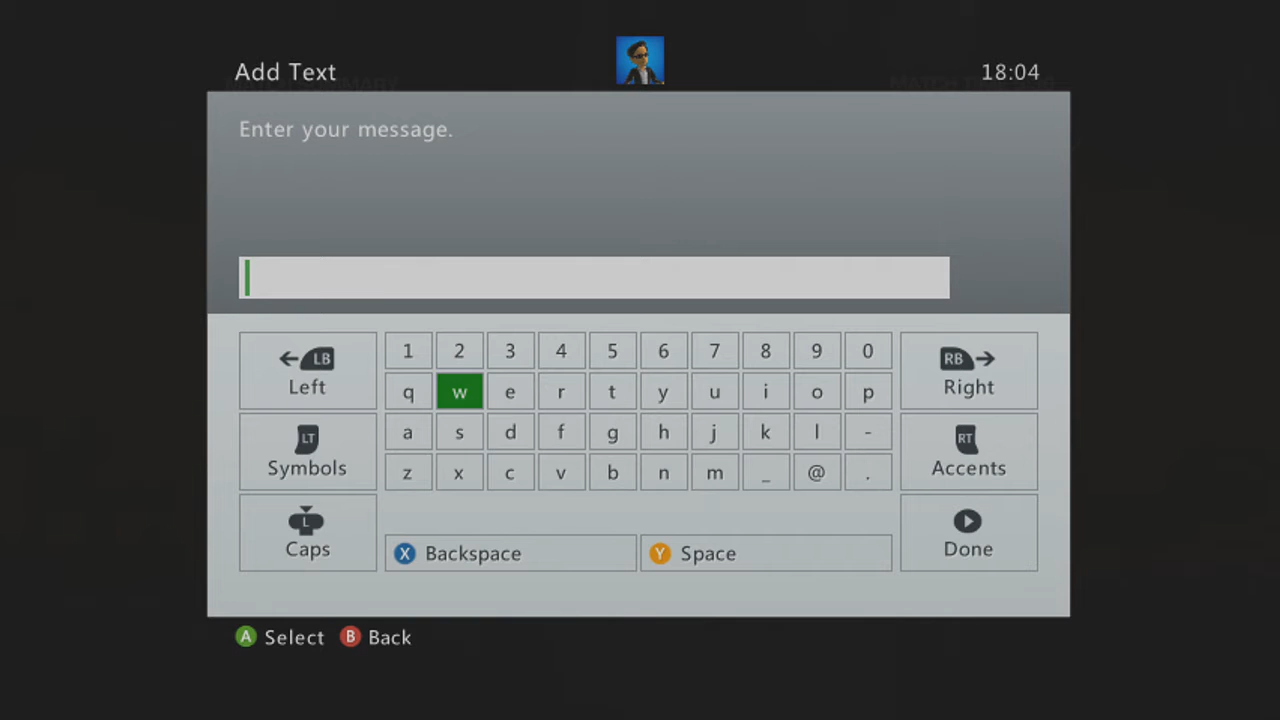 Add Text
18:04
Enter your message.
LB
Left
1 2 3 4 5 6 7 8 9 0
RB
Right
q w e r t y u i o p
a s d f g h j k l -
LT
Symbols
RT
Accents
z x c v b n m _ @ .
L
Caps
X Backspace
Y Space
Done
A Select B Back